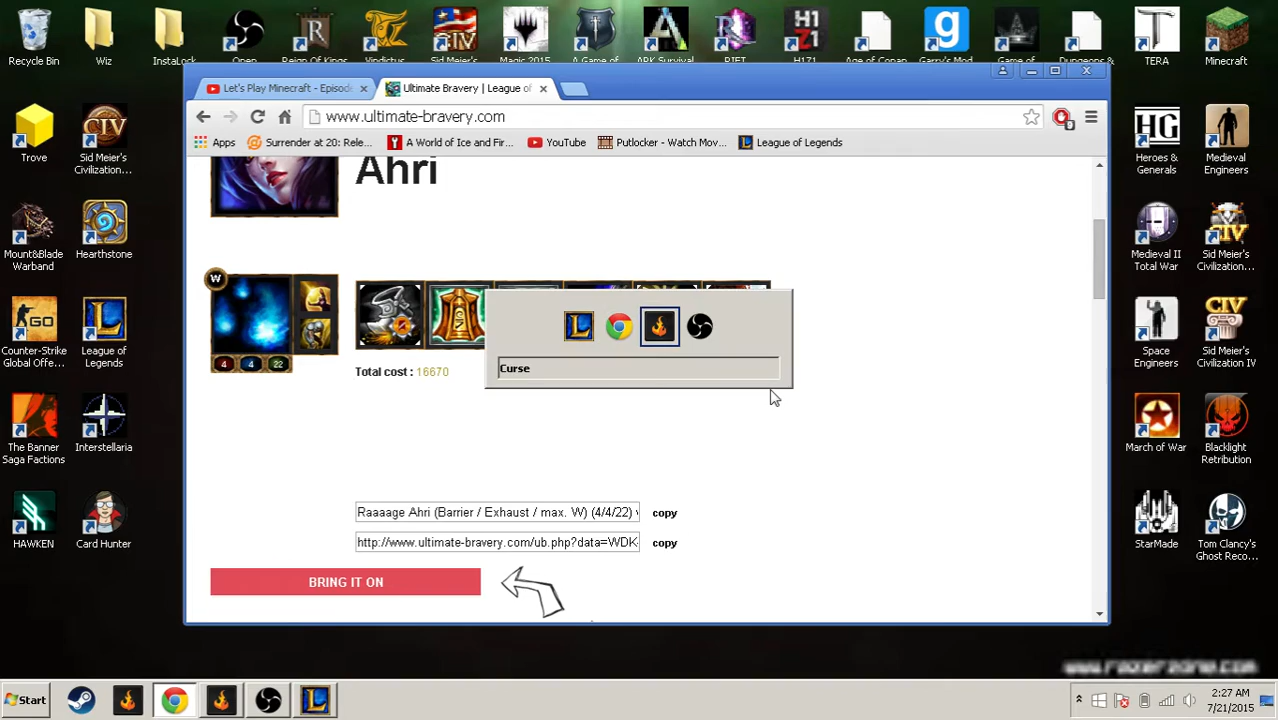 Recycle Bin
Wiz
InstaLock
Open
Reign Of Kings
Vindictus
Sid Meier's
Magic 2015
A Game of
ARK Survival
RIFT
H1Z1
Age of Conan
Garry's Mod
Game of
Dungeons &
TERA
Minecraft
Let's Play Minecraft - Episode
Ultimate Bravery | League of
www.ultimate-bravery.com
Apps
Surrender at 20: Rele...
A World of Ice and Fir...
YouTube
Putlocker - Watch Mov...
League of Legends
Ahri
W
4
4
22
Total cost : 16670
Curse
Raaaage Ahri (Barrier / Exhaust / max. W) (4/4/22)
copy
http://www.ultimate-bravery.com/ub.php?data=WDK
copy
BRING IT ON
Trove
Sid Meier's
Civilization...
Mount&Blade
Warband
Hearthstone
Counter-Strike
Global Offe...
League of
Legends
The Banner
Saga Factions
Interstellaria
HAWKEN
Card Hunter
Heroes &
Generals
Medieval
Engineers
Medieval II
Total War
Sid Meier's
Civilization...
Space
Engineers
Sid Meier's
Civilization IV
March of War
Blacklight
Retribution
StarMade
Tom Clancy's
Ghost Reco...
www.razerzone.com
Start
2:27 AM
7/21/2015